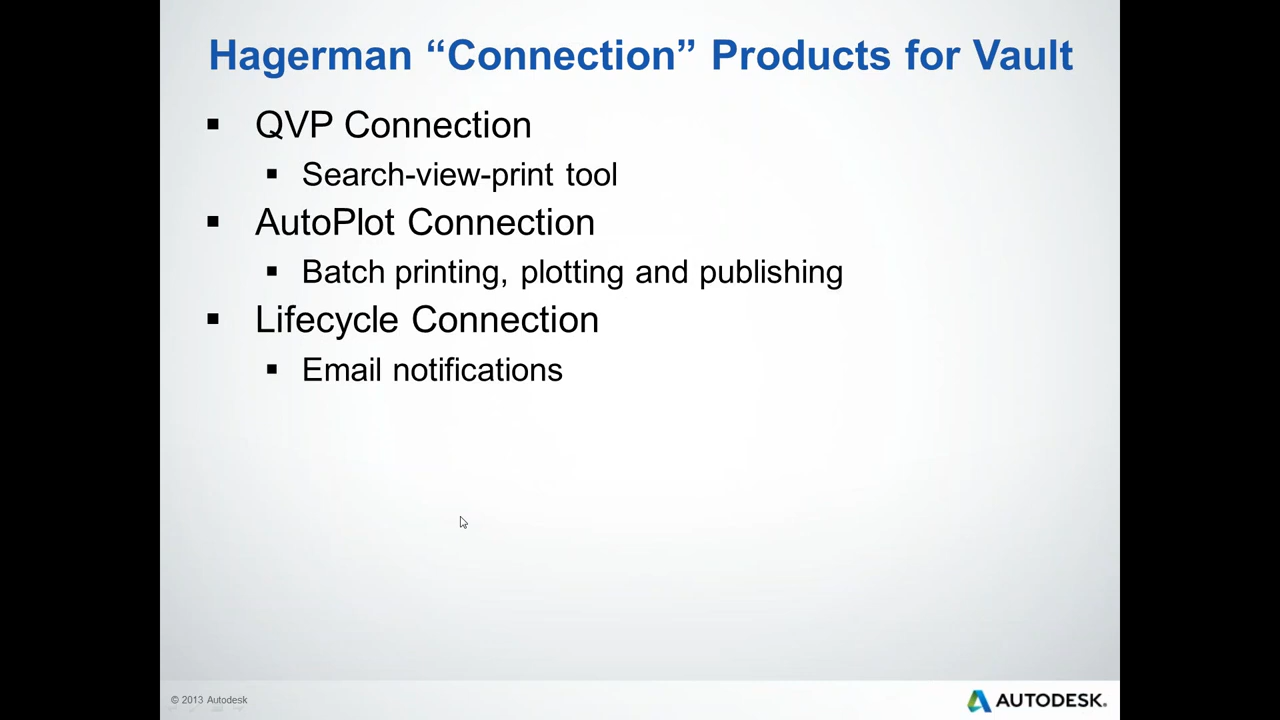 Hagerman “Connection” Products for Vault
▪ QVP Connection
▪ Search-view-print tool
▪ AutoPlot Connection
▪ Batch printing, plotting and publishing
▪ Lifecycle Connection
▪ Email notifications
© 2013 Autodesk
AUTODESK.